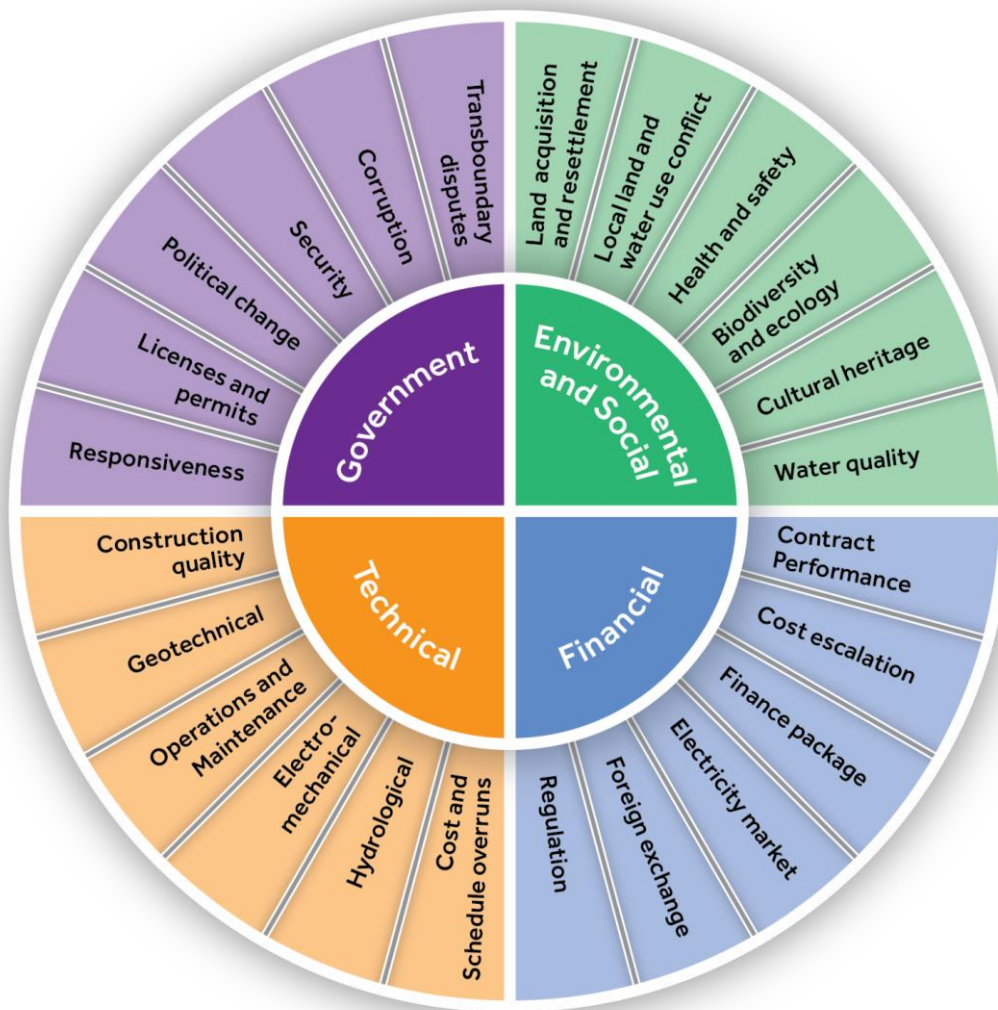 Government
Transboundary
disputes
Corruption
Security
Political change
Licenses and
permits
Responsiveness
Environmental
and Social
Land acquisition
and resettlement
Local land and
water use conflict
Health and safety
Biodiversity
and ecology
Cultural heritage
Water quality
Financial
Contract
Performance
Cost escalation
Finance package
Electricity market
Foreign exchange
Regulation
Technical
Construction
quality
Geotechnical
Operations and
Maintenance
Electro-
mechanical
Hydrological
Cost and
Schedule overruns